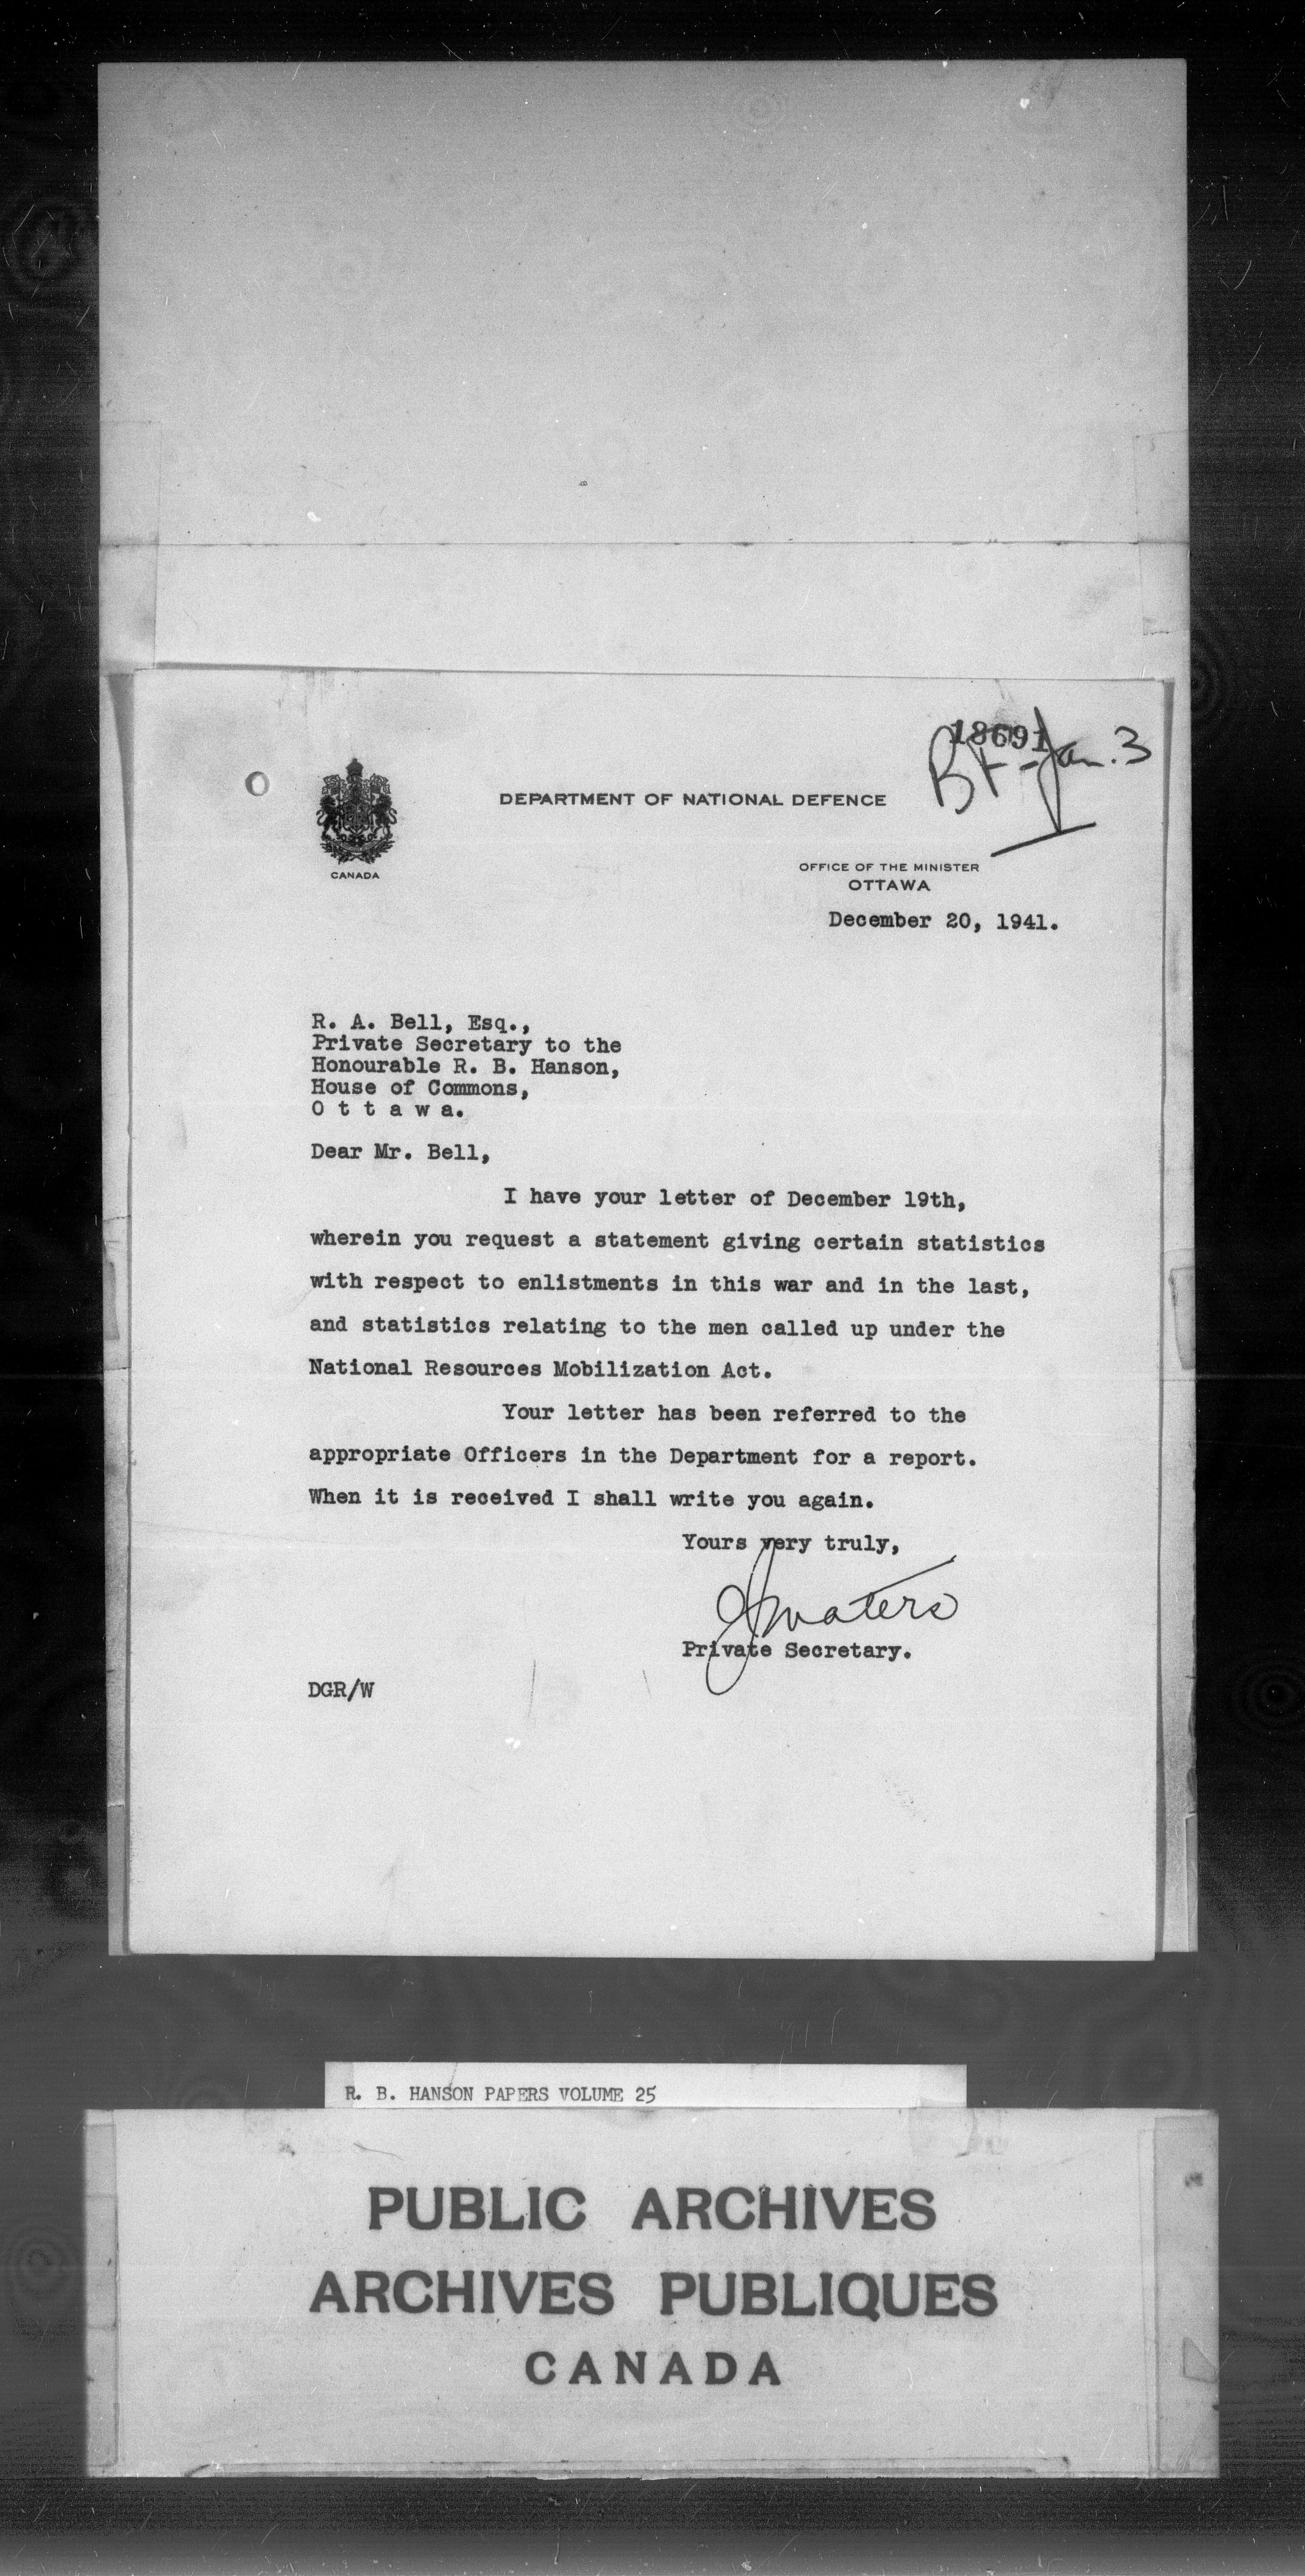 18691
Bf - Jan. 3
DEPARTMENT OF NATIONAL DEFENCE
CANADA
OFFICE OF THE MINISTER
OTTAWA
December 20, 1941.
R. A. Bell, Esq.,
Private Secretary to the
Honourable R. B. Hanson,
House of Commons,
O t t a w a.
Dear Mr. Bell,
I have your letter of December 19th,
wherein you request a statement giving certain statistics
with respect to enlistments in this war and in the last,
and statistics relating to the men called up under the
National Resources Mobilization Act.
Your letter has been referred to the
appropriate Officers in the Department for a report.
When it is received I shall write you again.
Yours very truly,
Waters
Private Secretary.
DGR/W
R. B. HANSON PAPERS VOLUME 25
PUBLIC ARCHIVES
ARCHIVES PUBLIQUES
CANADA